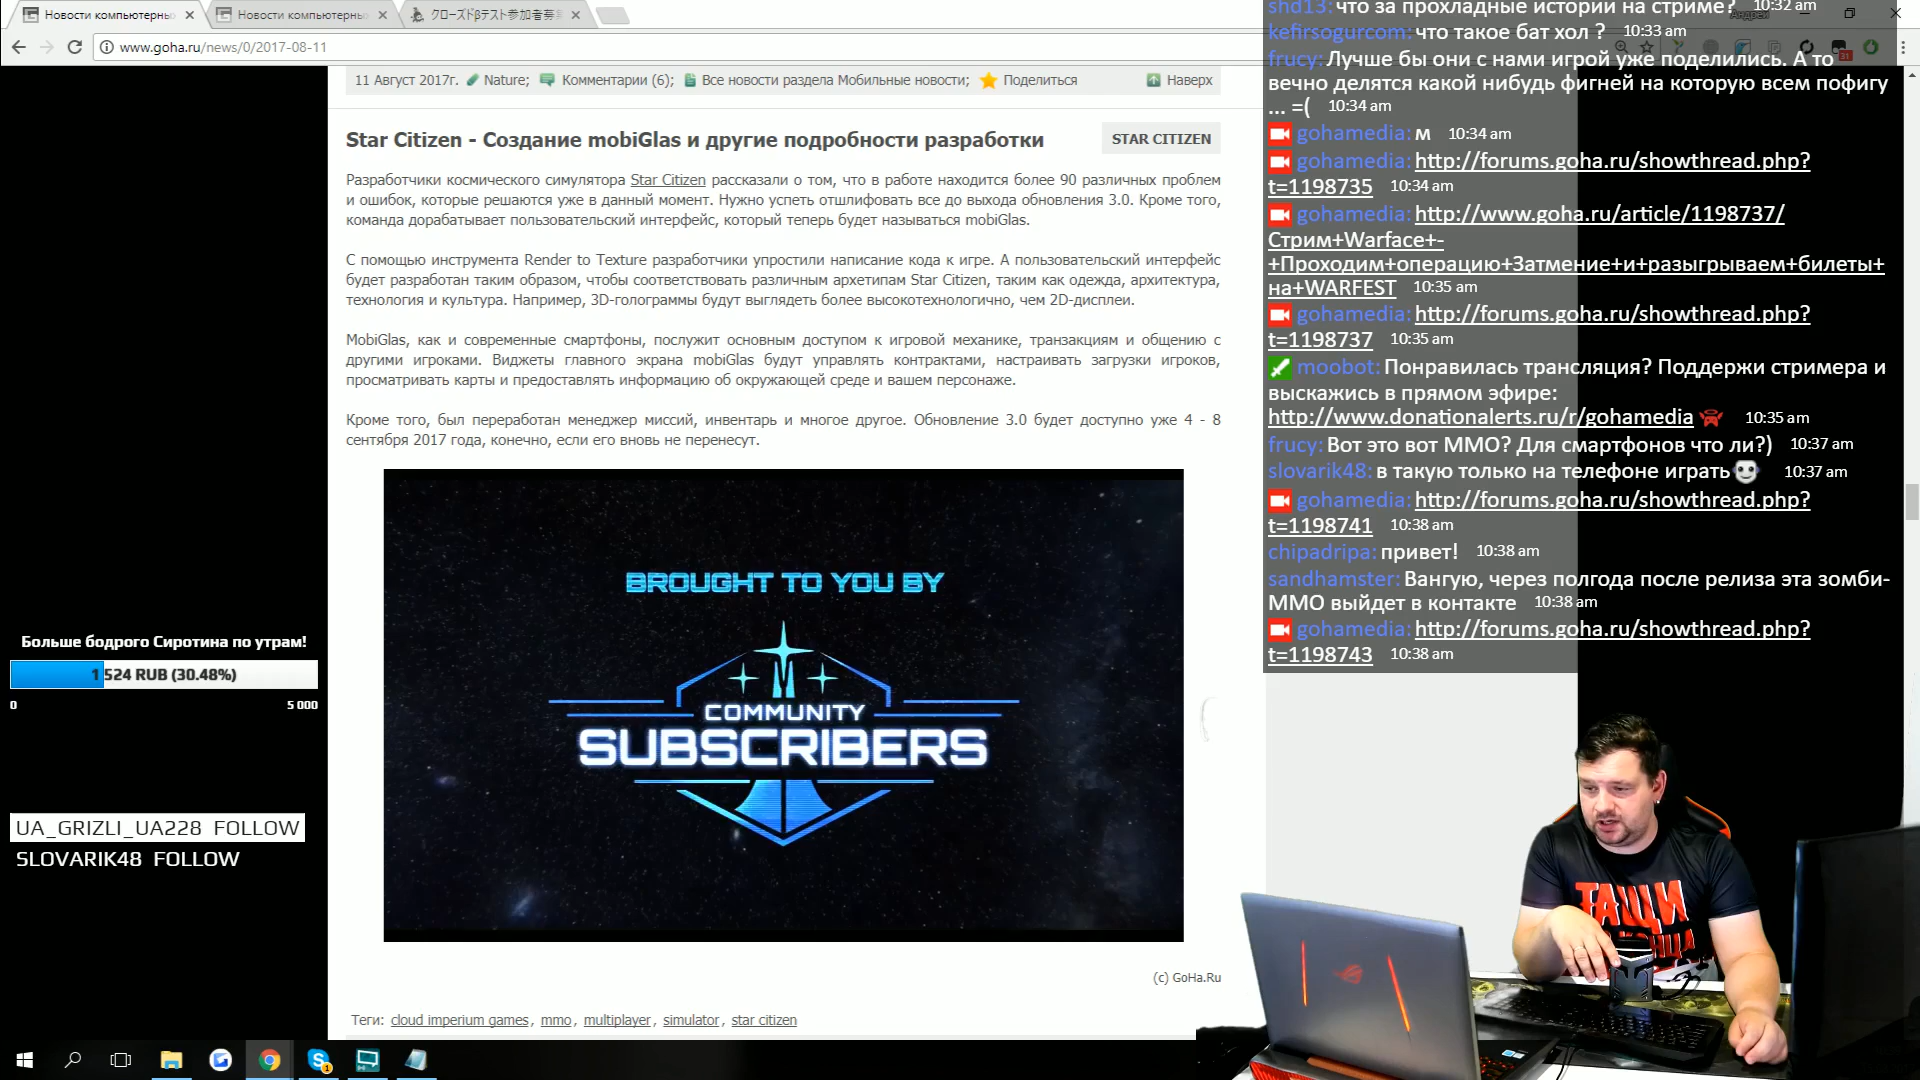 Новости компьютерны
Новости компьютерны
クローズドβテスト参加者募集
www.goha.ru/news/0/2017-08-11
11 Август 2017г. Nature; Комментарии (6); Все новости раздела Мобильные новости; Поделиться Наверх
Star Citizen - Создание mobiGlas и другие подробности разработки
STAR CITIZEN
Разработчики космического симулятора Star Citizen рассказали о том, что в работе находится более 90 различных проблем
и ошибок, которые решаются уже в данный момент. Нужно успеть отшлифовать все до выхода обновления 3.0. Кроме того,
команда дорабатывает пользовательский интерфейс, который теперь будет называться mobiGlas.
С помощью инструмента Render to Texture разработчики упростили написание кода к игре. А пользовательский интерфейс
будет разработан таким образом, чтобы соответствовать различным архетипам Star Citizen, таким как одежда, архитектура,
технология и культура. Например, 3D-голограммы будут выглядеть более высокотехнологично, чем 2D-дисплеи.
MobiGlas, как и современные смартфоны, послужит основным доступом к игровой механике, транзакциям и общению с
другими игроками. Виджеты главного экрана mobiGlas будут управлять контрактами, настраивать загрузки игроков,
просматривать карты и предоставлять информацию об окружающей среде и вашем персонаже.
Кроме того, был переработан менеджер миссий, инвентарь и многое другое. Обновление 3.0 будет доступно уже 4 - 8
сентября 2017 года, конечно, если его вновь не перенесут.
BROUGHT TO YOU BY
COMMUNITY
SUBSCRIBERS
(c) GoHa.Ru
Теги: cloud imperium games, mmo, multiplayer, simulator, star citizen
Больше бодрого Сиротина по утрам!
1 524 RUB (30.48%)
0 5 000
UA_GRIZLI_UA228 FOLLOW
SLOVARIK48 FOLLOW
shd13: что за прохладные истории на стриме? 10:32 am
kefirsogurcom: что такое бат хол ? 10:33 am
frucy: Лучше бы они с нами игрой уже поделились. А то
вечно делятся какой нибудь фигней на которую всем пофигу
... =( 10:34 am
gohamedia: м 10:34 am
gohamedia: http://forums.goha.ru/showthread.php?
t=1198735 10:34 am
gohamedia: http://www.goha.ru/article/1198737/
Стрим+Warface+-
+Проходим+операцию+Затмение+и+разыгрываем+билеты+
на+WARFEST 10:35 am
gohamedia: http://forums.goha.ru/showthread.php?
t=1198737 10:35 am
moobot: Понравилась трансляция? Поддержи стримера и
выскажись в прямом эфире:
http://www.donationalerts.ru/r/gohamedia 10:35 am
frucy: Вот это вот ММО? Для смартфонов что ли?) 10:37 am
slovarik48: в такую только на телефоне играть 10:37 am
gohamedia: http://forums.goha.ru/showthread.php?
t=1198741 10:38 am
chipadripa: привет! 10:38 am
sandhamster: Вангую, через полгода после релиза эта зомби-
ММО выйдет в контакте 10:38 am
gohamedia: http://forums.goha.ru/showthread.php?
t=1198743 10:38 am
ТАЩИ